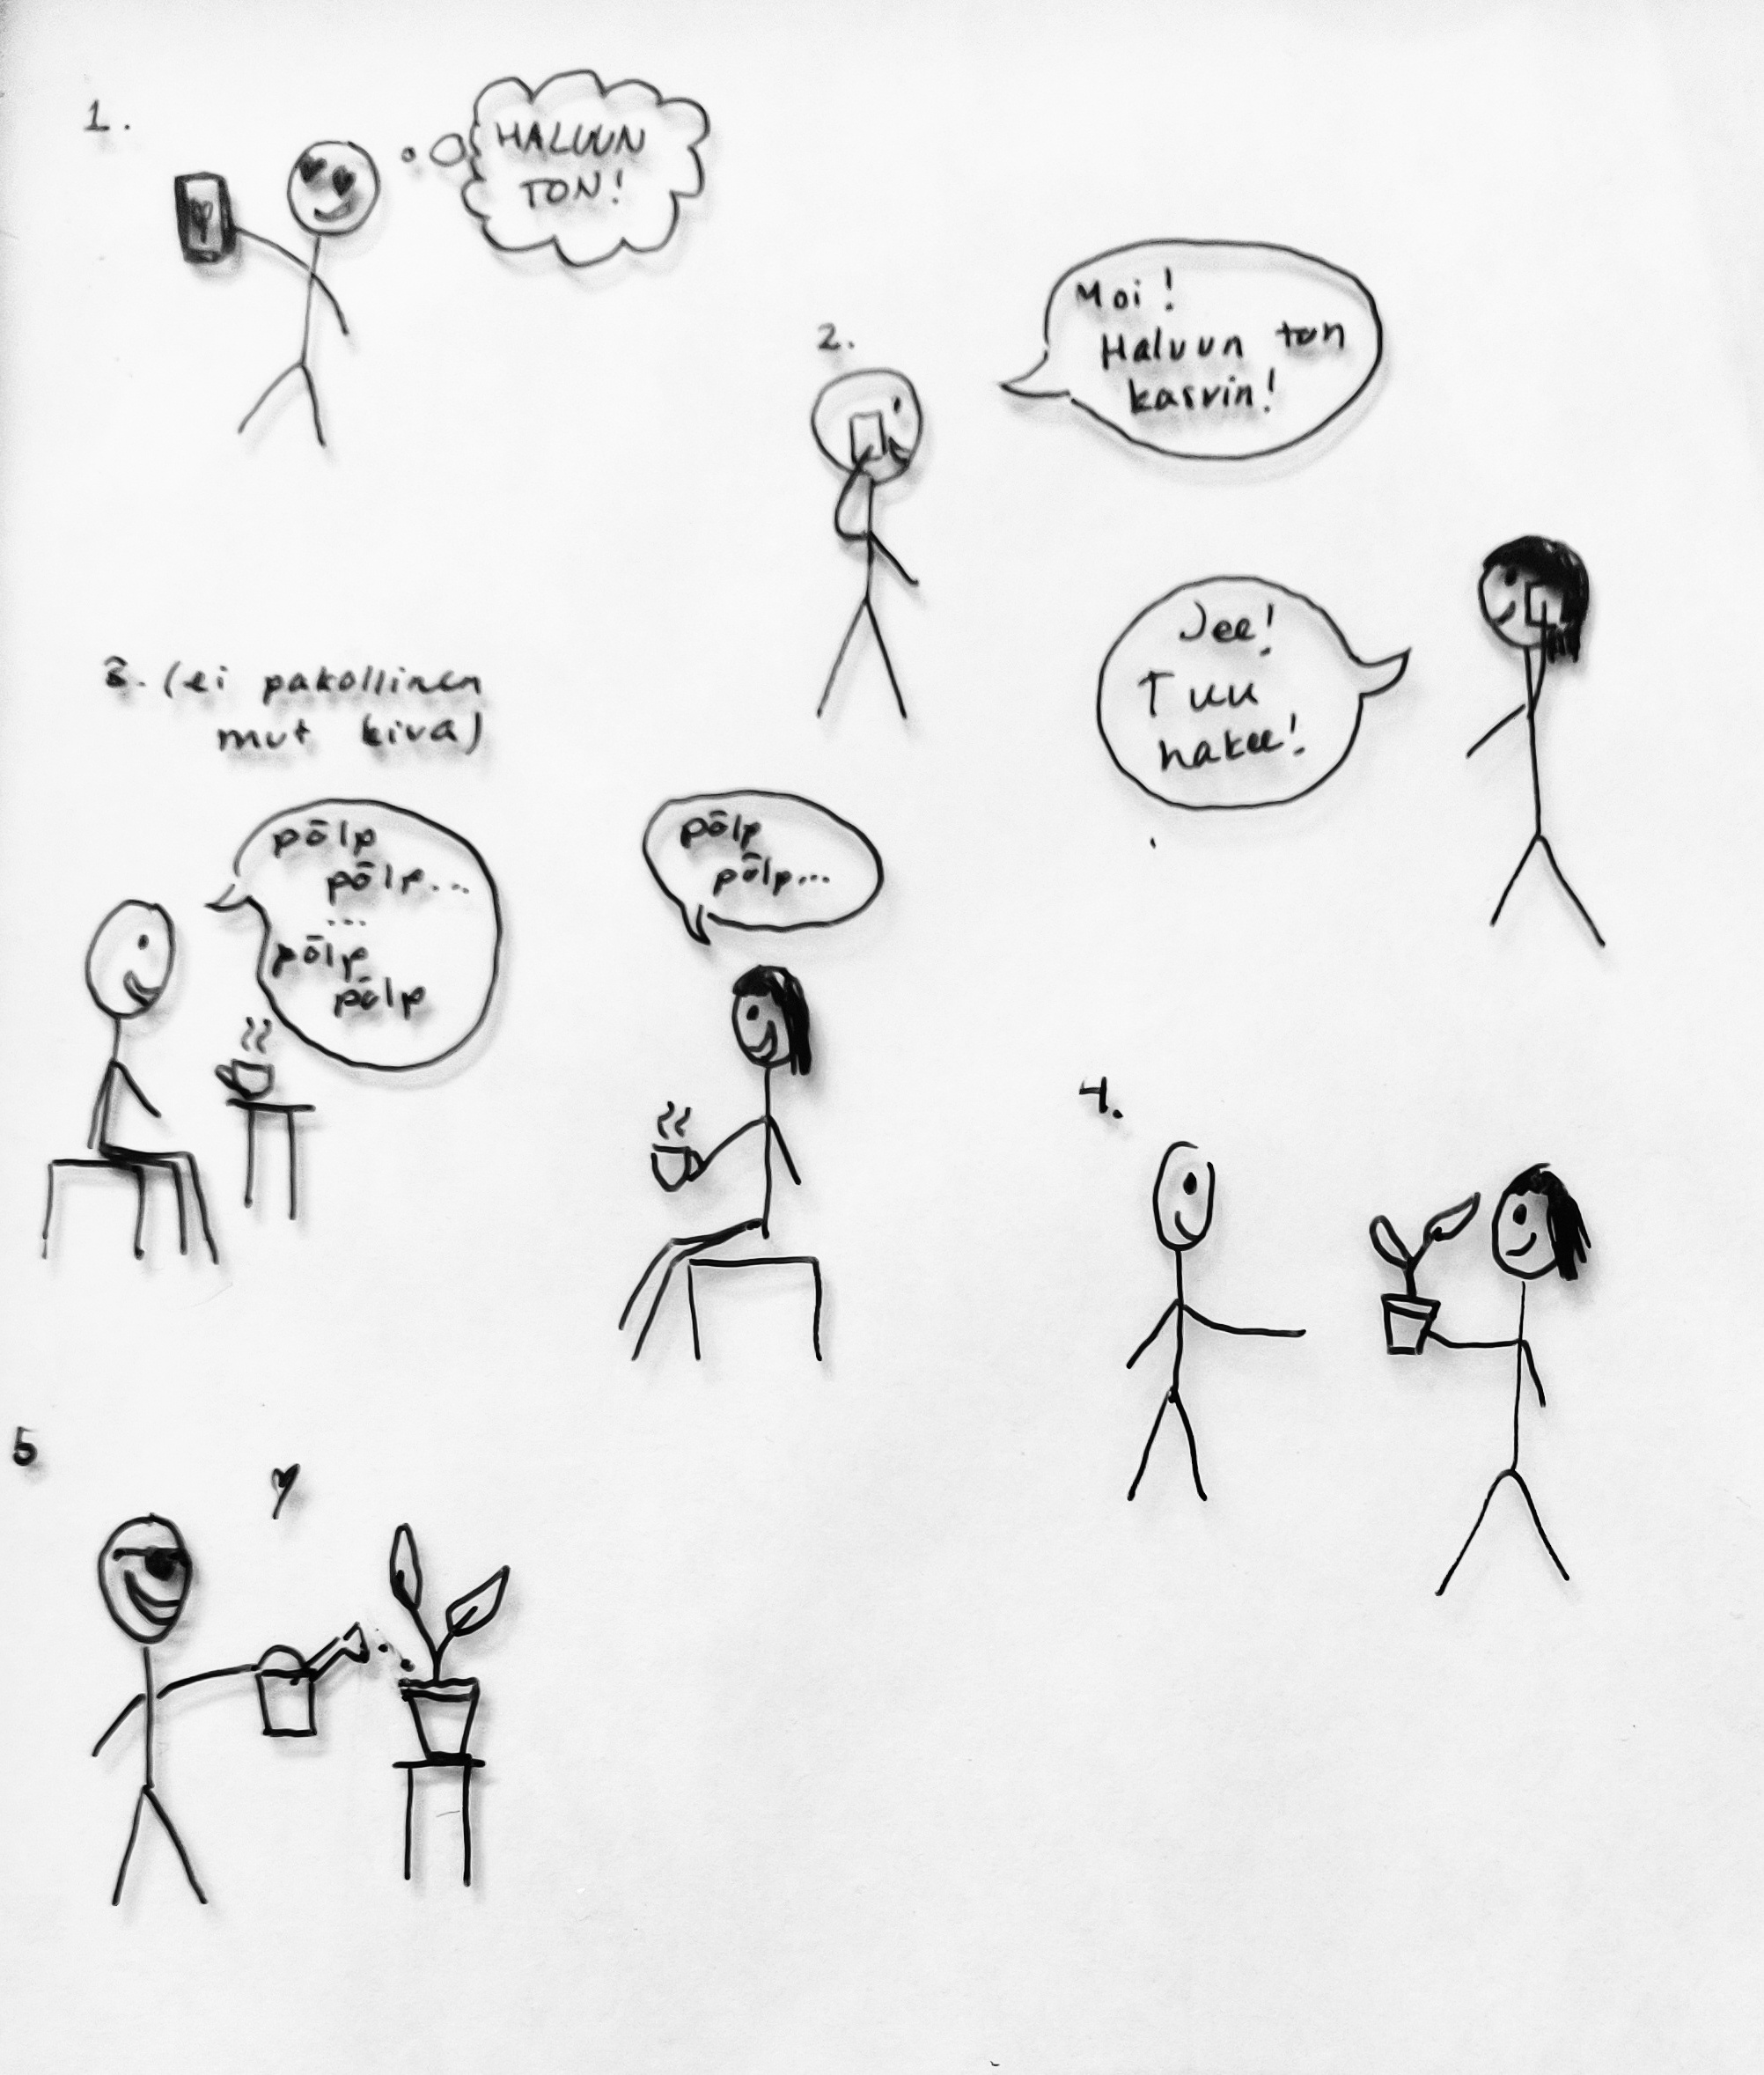 1.
HALUUN
TON!
2.
Moi!
Haluun ton
kasvin!
Jee!
Tuu
hakee!
3. (ei pakollinen
mut kiva)
pölp
pölp...
...
pölp
pölp
pölp
pölp...
4.
5